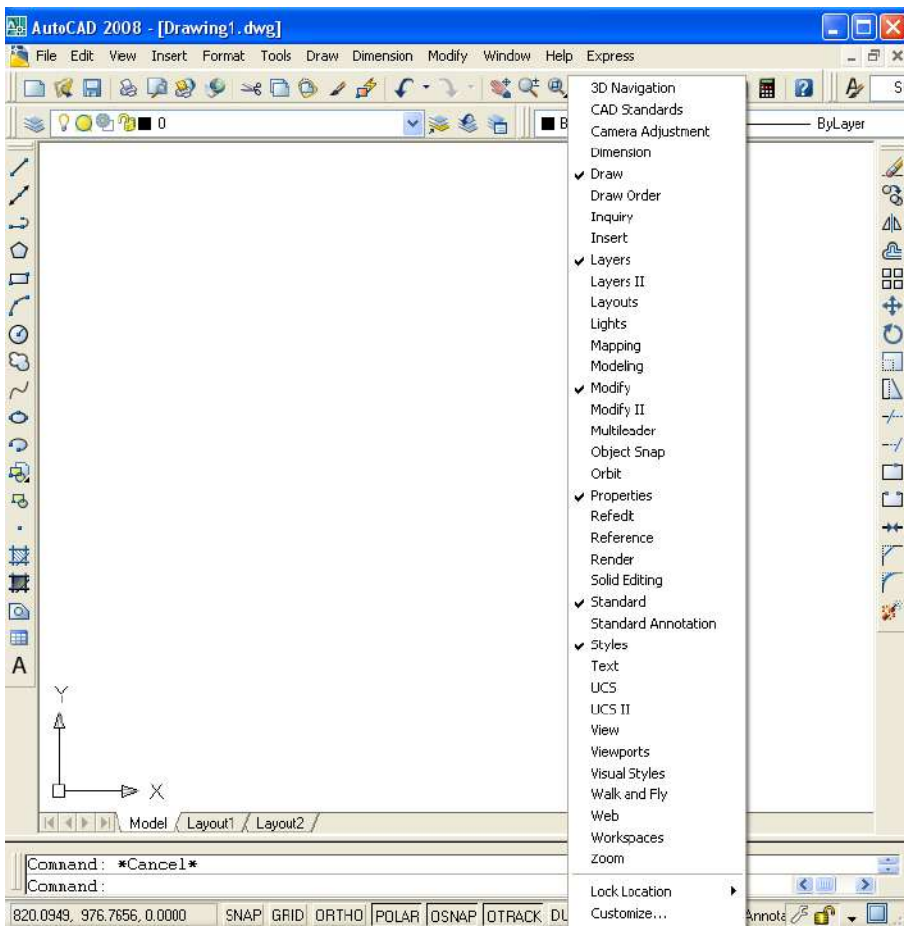 AutoCAD 2008 - [Drawing1.dwg]
File Edit View Insert Format Tools Draw Dimension Modify Window Help Express
0
ByLayer
3D Navigation
CAD Standards
Camera Adjustment
Dimension
Draw
Draw Order
Inquiry
Insert
Layers
Layers II
Layouts
Lights
Mapping
Modeling
Modify
Modify II
Multileader
Object Snap
Orbit
Properties
Refedit
Reference
Render
Solid Editing
Standard
Standard Annotation
Styles
Text
UCS
UCS II
View
Viewports
Visual Styles
Walk and Fly
Web
Workspaces
Zoom
Lock Location
Customize...
A
Y
X
Model Layout1 Layout2
Command: *Cancel*
Command:
820.0949, 976.7656, 0.0000 SNAP GRID ORTHO POLAR OSNAP OTRACK DU Annota